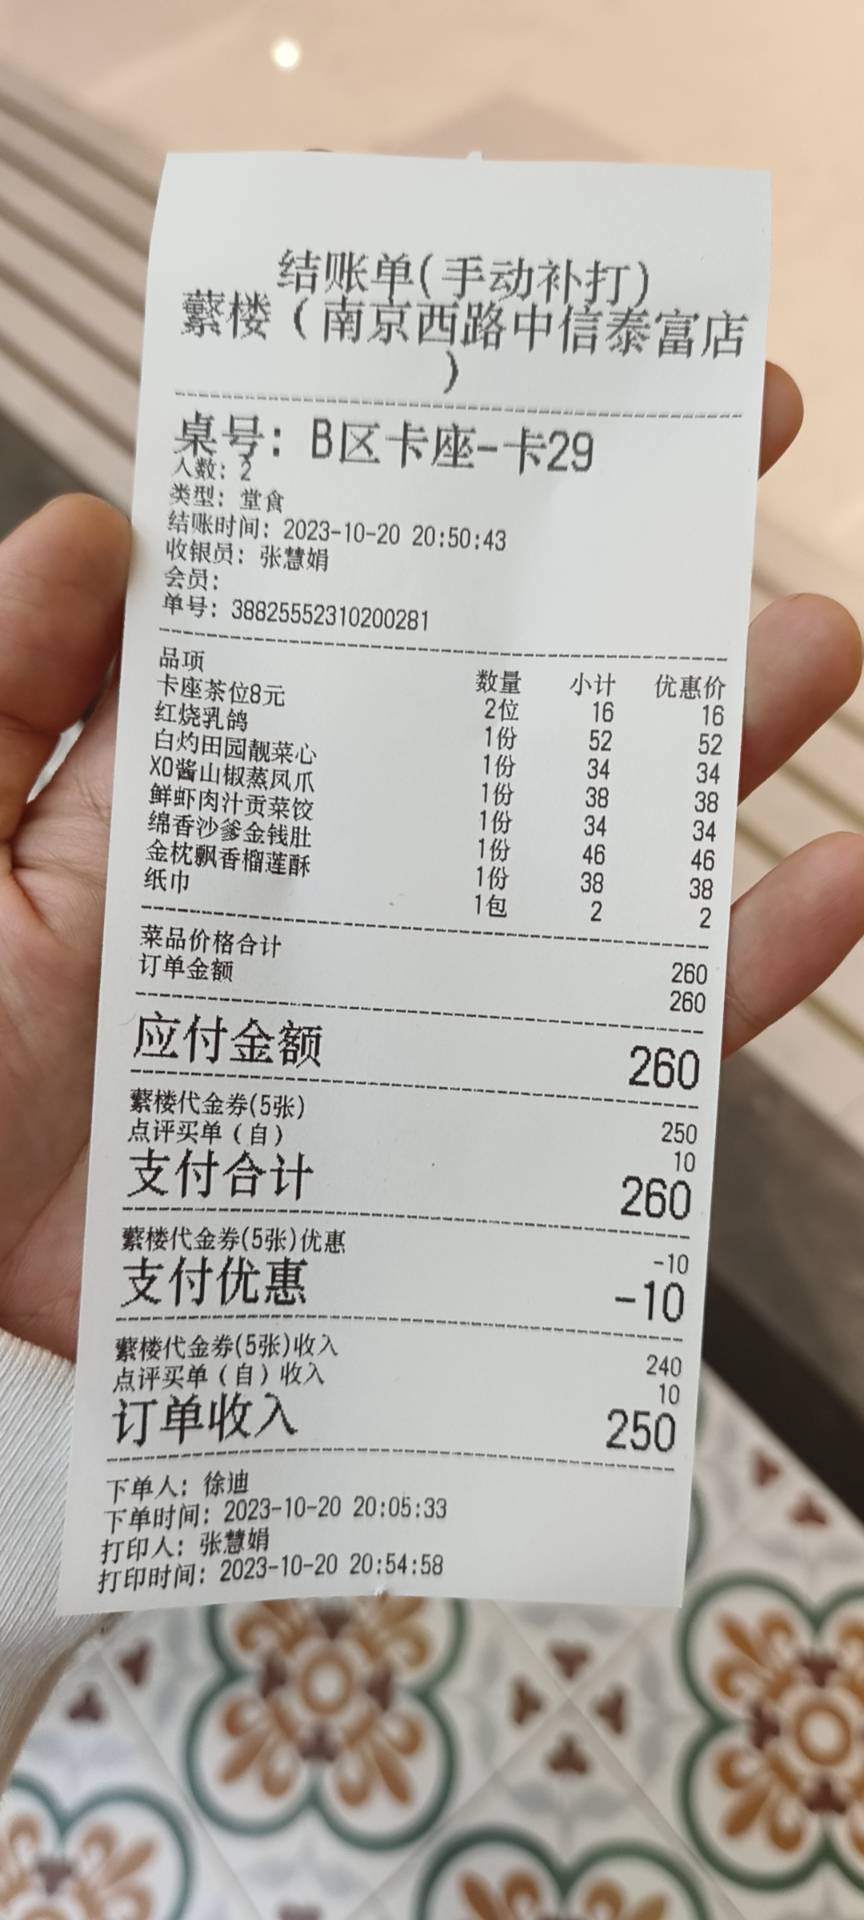 结账单(手动补打)
蘩楼（南京西路中信泰富店
）
桌号: B区卡座-卡29
人数: 2
类型: 堂食
结账时间: 2023-10-20 20:50:43
收银员: 张慧娟
会员:
单号: 38825552310200281
品项 数量 小计 优惠价
卡座茶位8元 2位 16 16
红烧乳鸽 1份 52 52
白灼田园靓菜心 1份 34 34
XO酱山椒蒸凤爪 1份 38 38
鲜虾肉汁贡菜饺 1份 34 34
绵香沙爹金钱肚 1份 46 46
金枕飘香榴莲酥 1份 38 38
纸巾 1包 2 2
菜品价格合计 260
订单金额 260
应付金额 260
蘩楼代金券(5张) 250
点评买单（自） 10
支付合计 260
蘩楼代金券(5张)优惠 -10
支付优惠 -10
蘩楼代金券(5张)收入 240
点评买单（自）收入 10
订单收入 250
下单人: 徐迪
下单时间: 2023-10-20 20:05:33
打印人: 张慧娟
打印时间: 2023-10-20 20:54:58